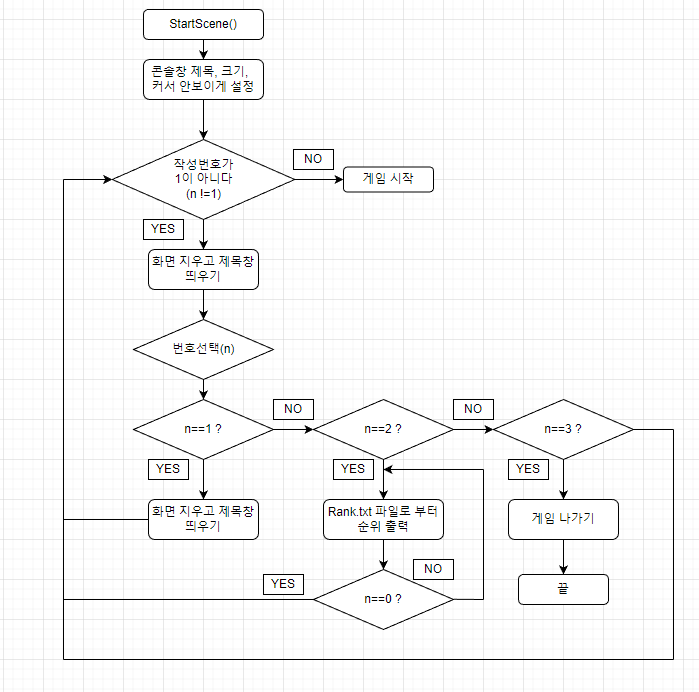 StartScene()
콘솔창 제목, 크기,
커서 안보이게 설정
작성번호가
1이 아니다
(n !=1)
NO
게임 시작
YES
화면 지우고 제목창
띄우기
번호선택(n)
n==1 ?
NO
n==2 ?
NO
n==3 ?
YES
YES
YES
화면 지우고 제목창
띄우기
Rank.txt 파일로 부터
순위 출력
게임 나가기
NO
YES
n==0 ?
끝